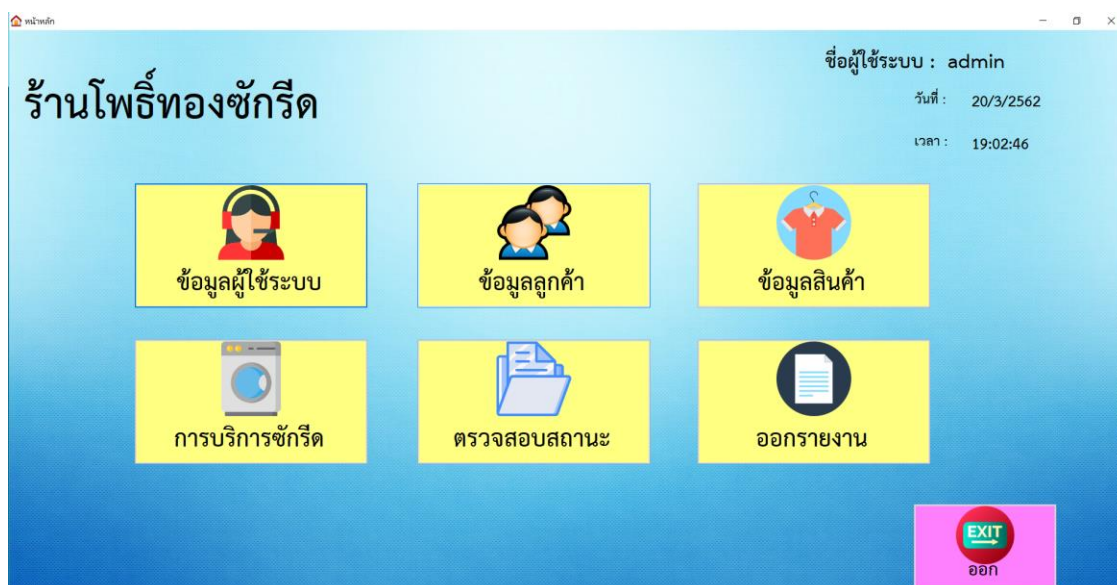 หน้าหลัก
ชื่อผู้ใช้ระบบ : admin
ร้านโพธิ์ทองซักรีด
วันที่ : 20/3/2562
เวลา : 19:02:46
ข้อมูลผู้ใช้ระบบ
ข้อมูลลูกค้า
ข้อมูลสินค้า
การบริการซักรีด
ตรวจสอบสถานะ
ออกรายงาน
EXIT
ออก